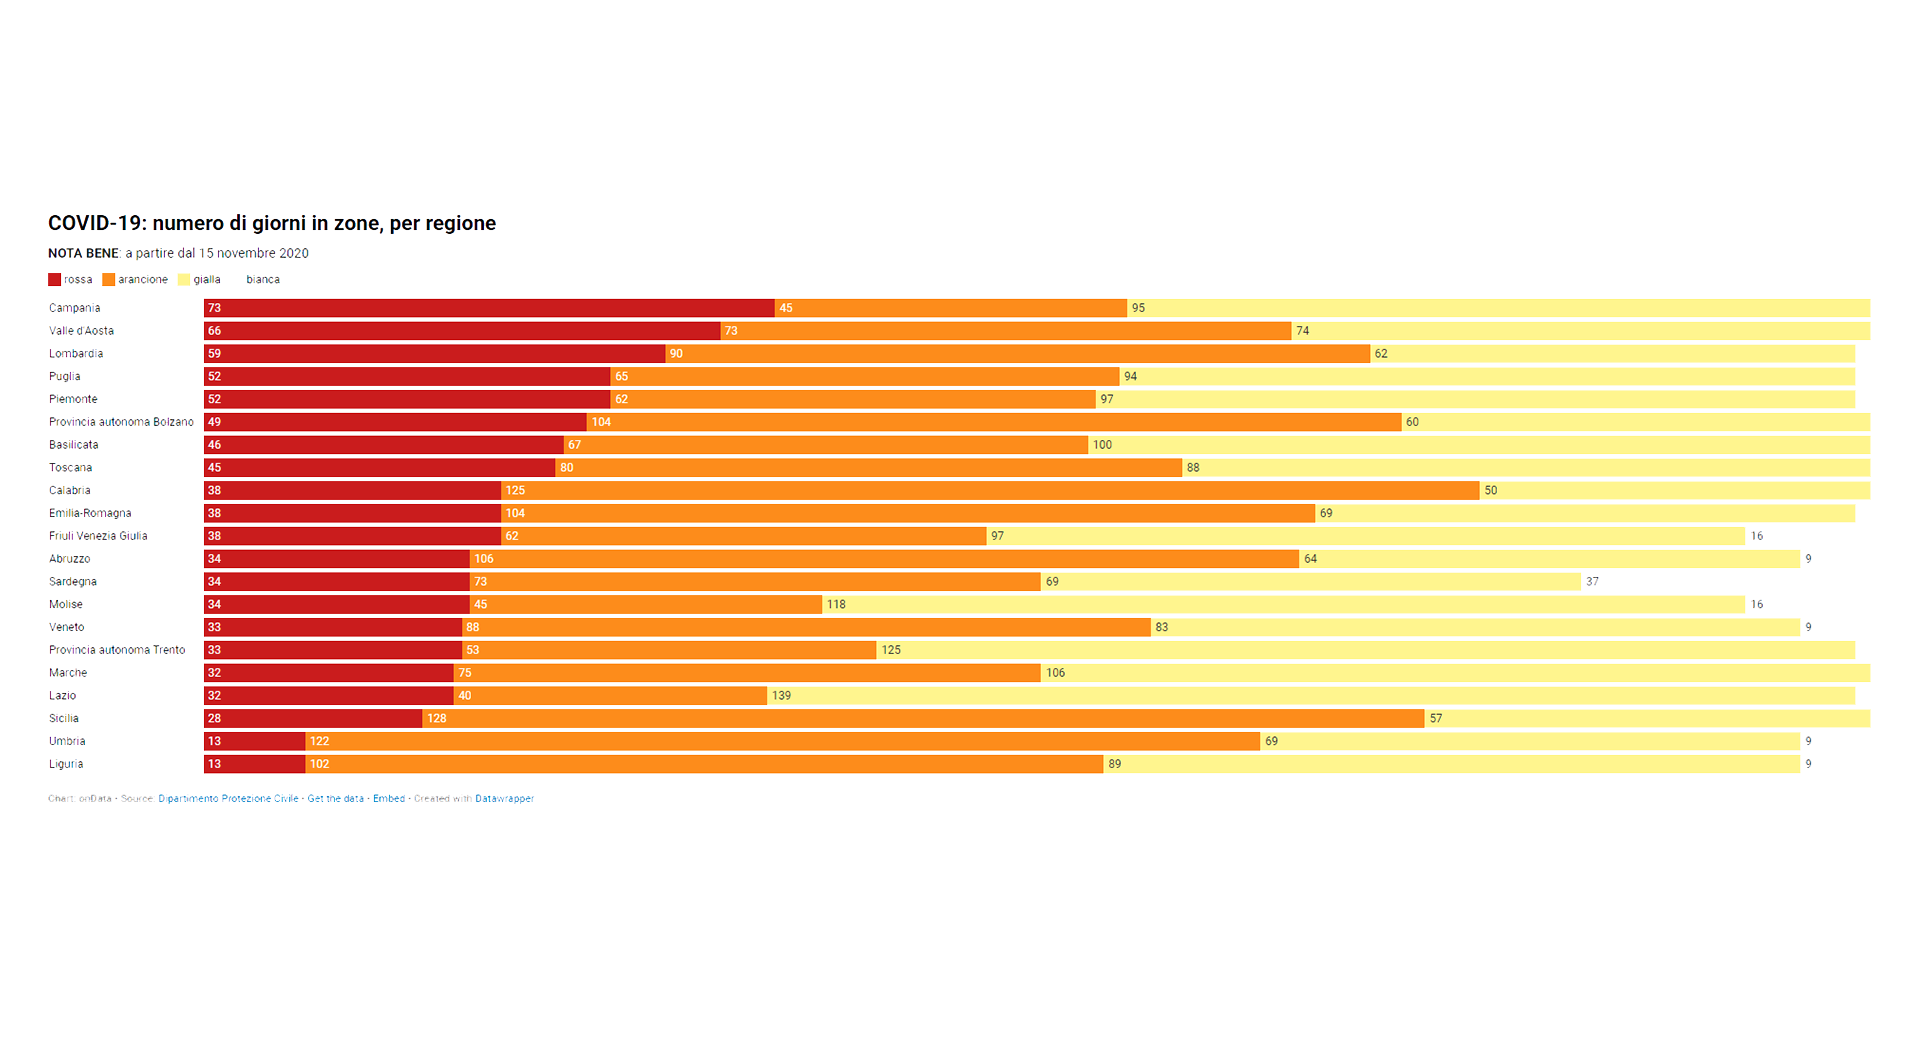 COVID-19: numero di giorni in zone, per regione
NOTA BENE: a partire dal 15 novembre 2020
rossa arancione gialla bianca
Campania 73 45 95
Valle d'Aosta 66 73 74
Lombardia 59 90 62
Puglia 52 65 94
Piemonte 52 62 97
Provincia autonoma Bolzano 49 104 60
Basilicata 46 67 100
Toscana 45 80 88
Calabria 38 125 50
Emilia-Romagna 38 104 69
Friuli Venezia Giulia 38 62 97 16
Abruzzo 34 106 64 9
Sardegna 34 73 69 37
Molise 34 45 118 16
Veneto 33 88 83 9
Provincia autonoma Trento 33 53 125
Marche 32 75 106
Lazio 32 40 139
Sicilia 28 128 57
Umbria 13 122 69 9
Liguria 13 102 89 9
Chart: onData · Source: Dipartimento Protezione Civile · Get the data · Embed · Created with Datawrapper